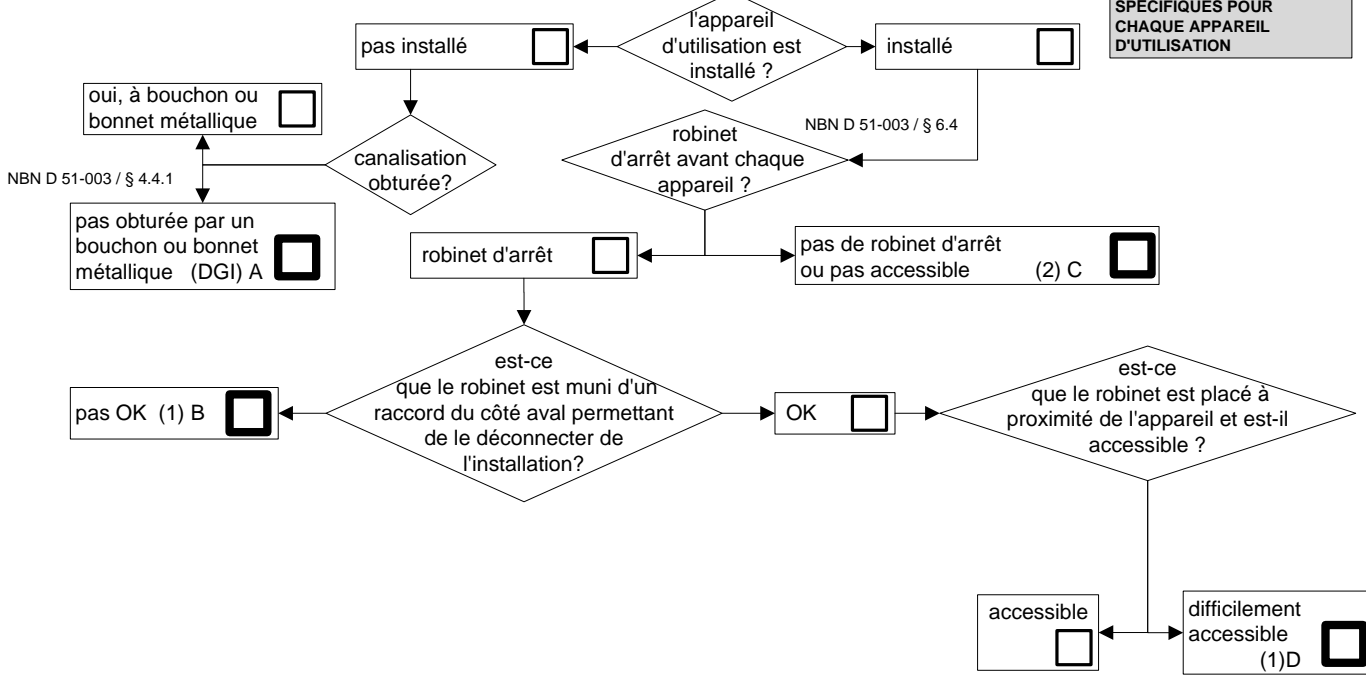 SPÉCIFIQUES POUR
CHAQUE APPAREIL
D'UTILISATION
l'appareil
d'utilisation est
installé ?
pas installé
installé
oui, à bouchon ou
bonnet métallique
canalisation
obturée?
NBN D 51-003 / § 6.4
robinet
d'arrêt avant chaque
appareil ?
NBN D 51-003 / § 4.4.1
pas obturée par un
bouchon ou bonnet
métallique (DGI) A
robinet d'arrêt
pas de robinet d'arrêt
ou pas accessible (2) C
est-ce
que le robinet est muni d'un
raccord du côté aval permettant
de le déconnecter de
l'installation?
pas OK (1) B
OK
est-ce
que le robinet est placé à
proximité de l'appareil et est-il
accessible ?
accessible
difficilement
accessible
(1)D